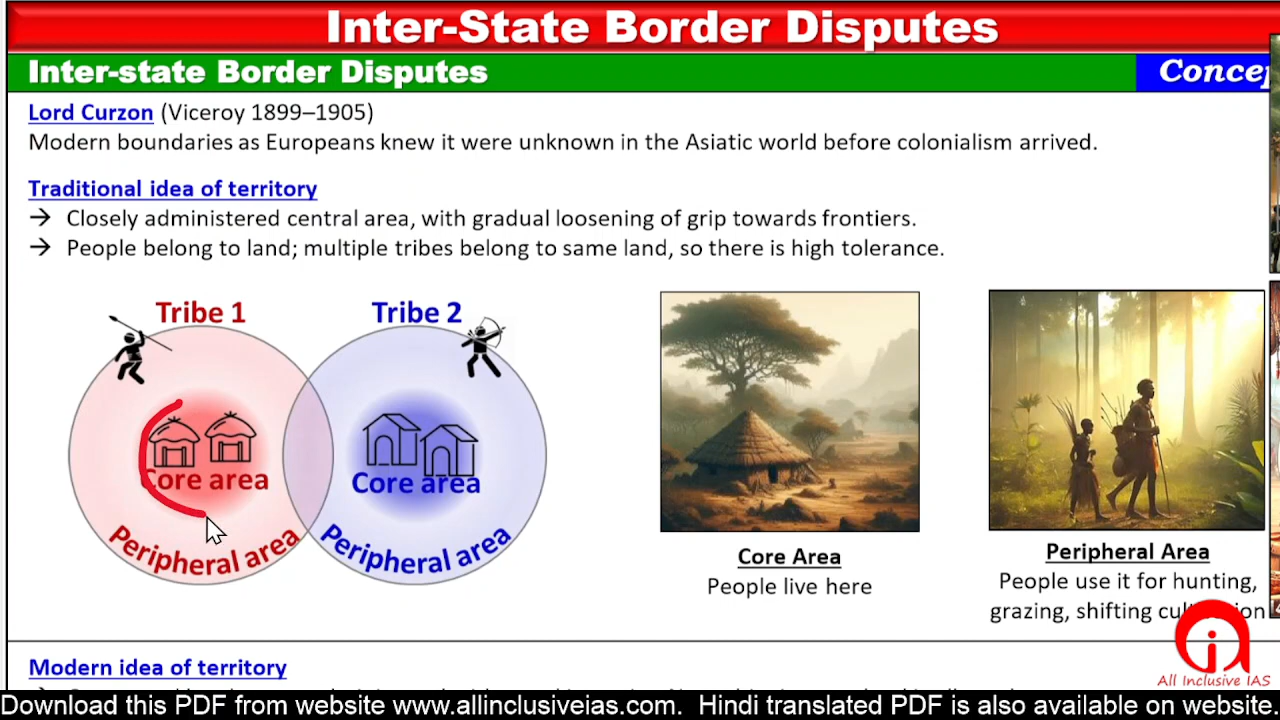 Inter-State Border Disputes
Inter-state Border Disputes
Lord Curzon (Viceroy 1899–1905)
Modern boundaries as Europeans knew it were unknown in the Asiatic world before colonialism arrived.
Traditional idea of territory
→ Closely administered central area, with gradual loosening of grip towards frontiers.
→ People belong to land; multiple tribes belong to same land, so there is high tolerance.
Tribe 1
Tribe 2
Core area
Core area
Peripheral area
Peripheral area
Core Area
People live here
Peripheral Area
People use it for hunting,
grazing, shifting
All Inclusive IAS
Modern idea of territory
Download this PDF from website www.allinclusiveias.com. Hindi translated PDF is also available on website.